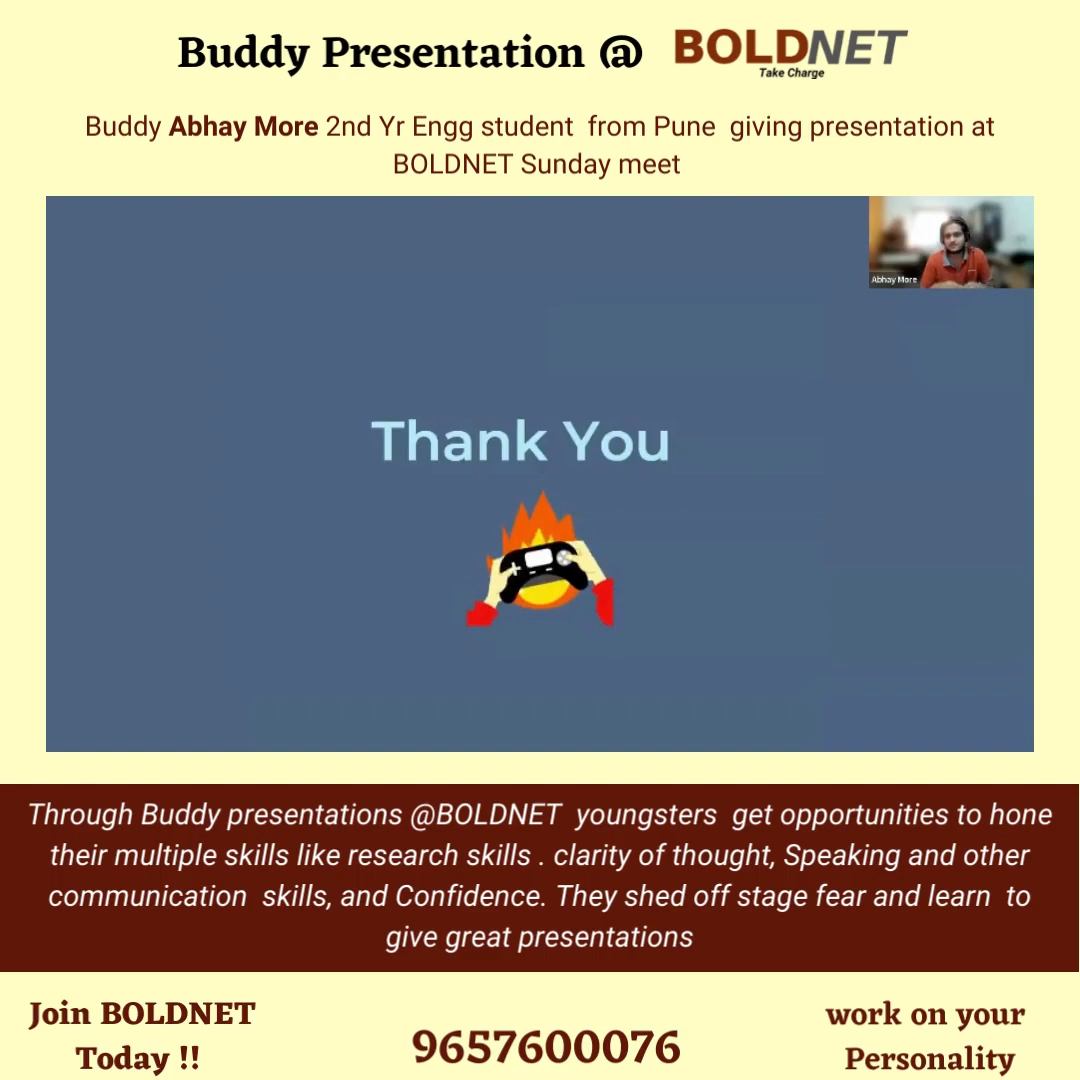 Buddy Presentation @ BOLDNET
Take Charge
Buddy Abhay More 2nd Yr Engg student from Pune giving presentation at
BOLDNET Sunday meet
Abhay More
Thank You
Through Buddy presentations @BOLDNET youngsters get opportunities to hone
their multiple skills like research skills . clarity of thought, Speaking and other
communication skills, and Confidence. They shed off stage fear and learn to
give great presentations
Join BOLDNET
Today !!
9657600076
work on your
Personality